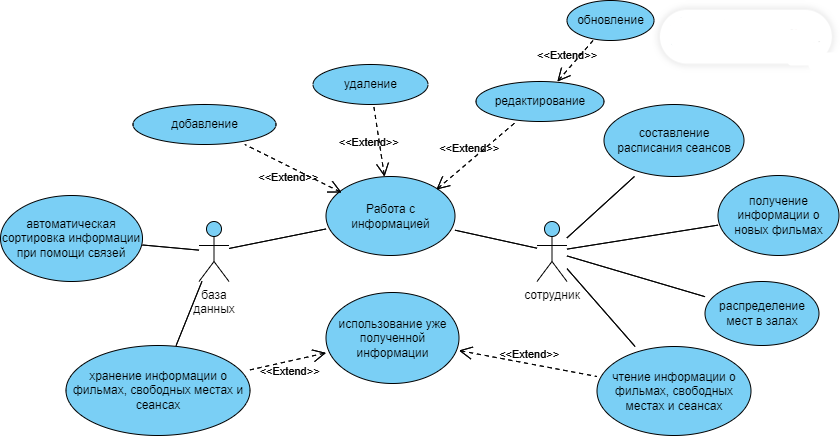 обновление
<<Extend>>
удаление
редактирование
добавление
<<Extend>>
<<Extend>>
<<Extend>>
составление
расписания сеансов
Работа с
информацией
получение
информации о
новых фильмах
автоматическая
сортировка информации
при помощи связей
база
данных
сотрудник
распределение
мест в залах
использование уже
полученной
информации
<<Extend>>
<<Extend>>
хранение информации о
фильмах, свободных местах и
сеансах
чтение информации о
фильмах, свободных
местах и сеансах